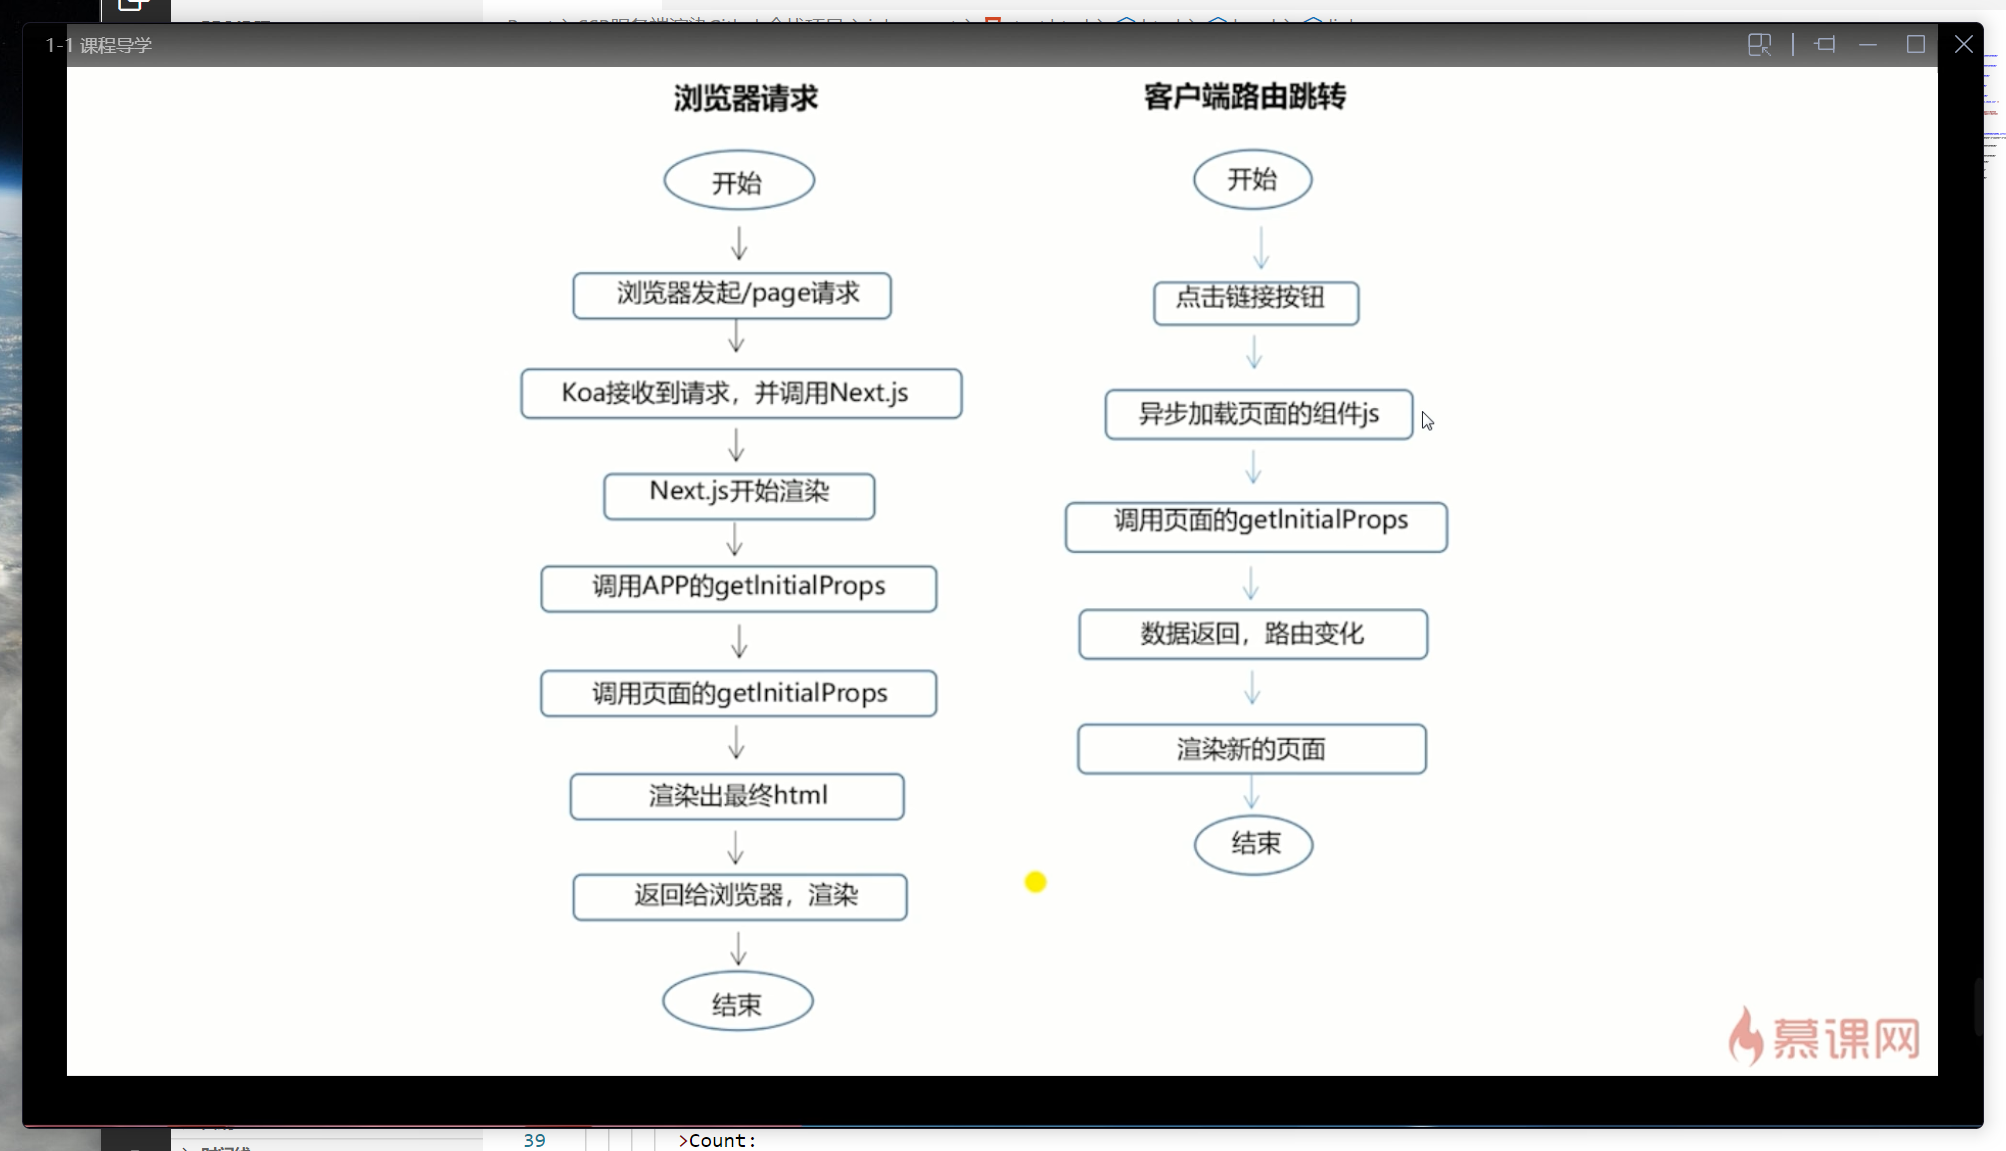 1-1 课程导学
浏览器请求
开始
浏览器发起/page请求
Koa接收到请求，并调用Next.js
Next.js开始渲染
调用APP的getInitialProps
调用页面的getInitialProps
渲染出最终html
返回给浏览器，渲染
结束
客户端路由跳转
开始
点击链接按钮
异步加载页面的组件js
调用页面的getInitialProps
数据返回，路由变化
渲染新的页面
结束
慕课网
39 >Count: